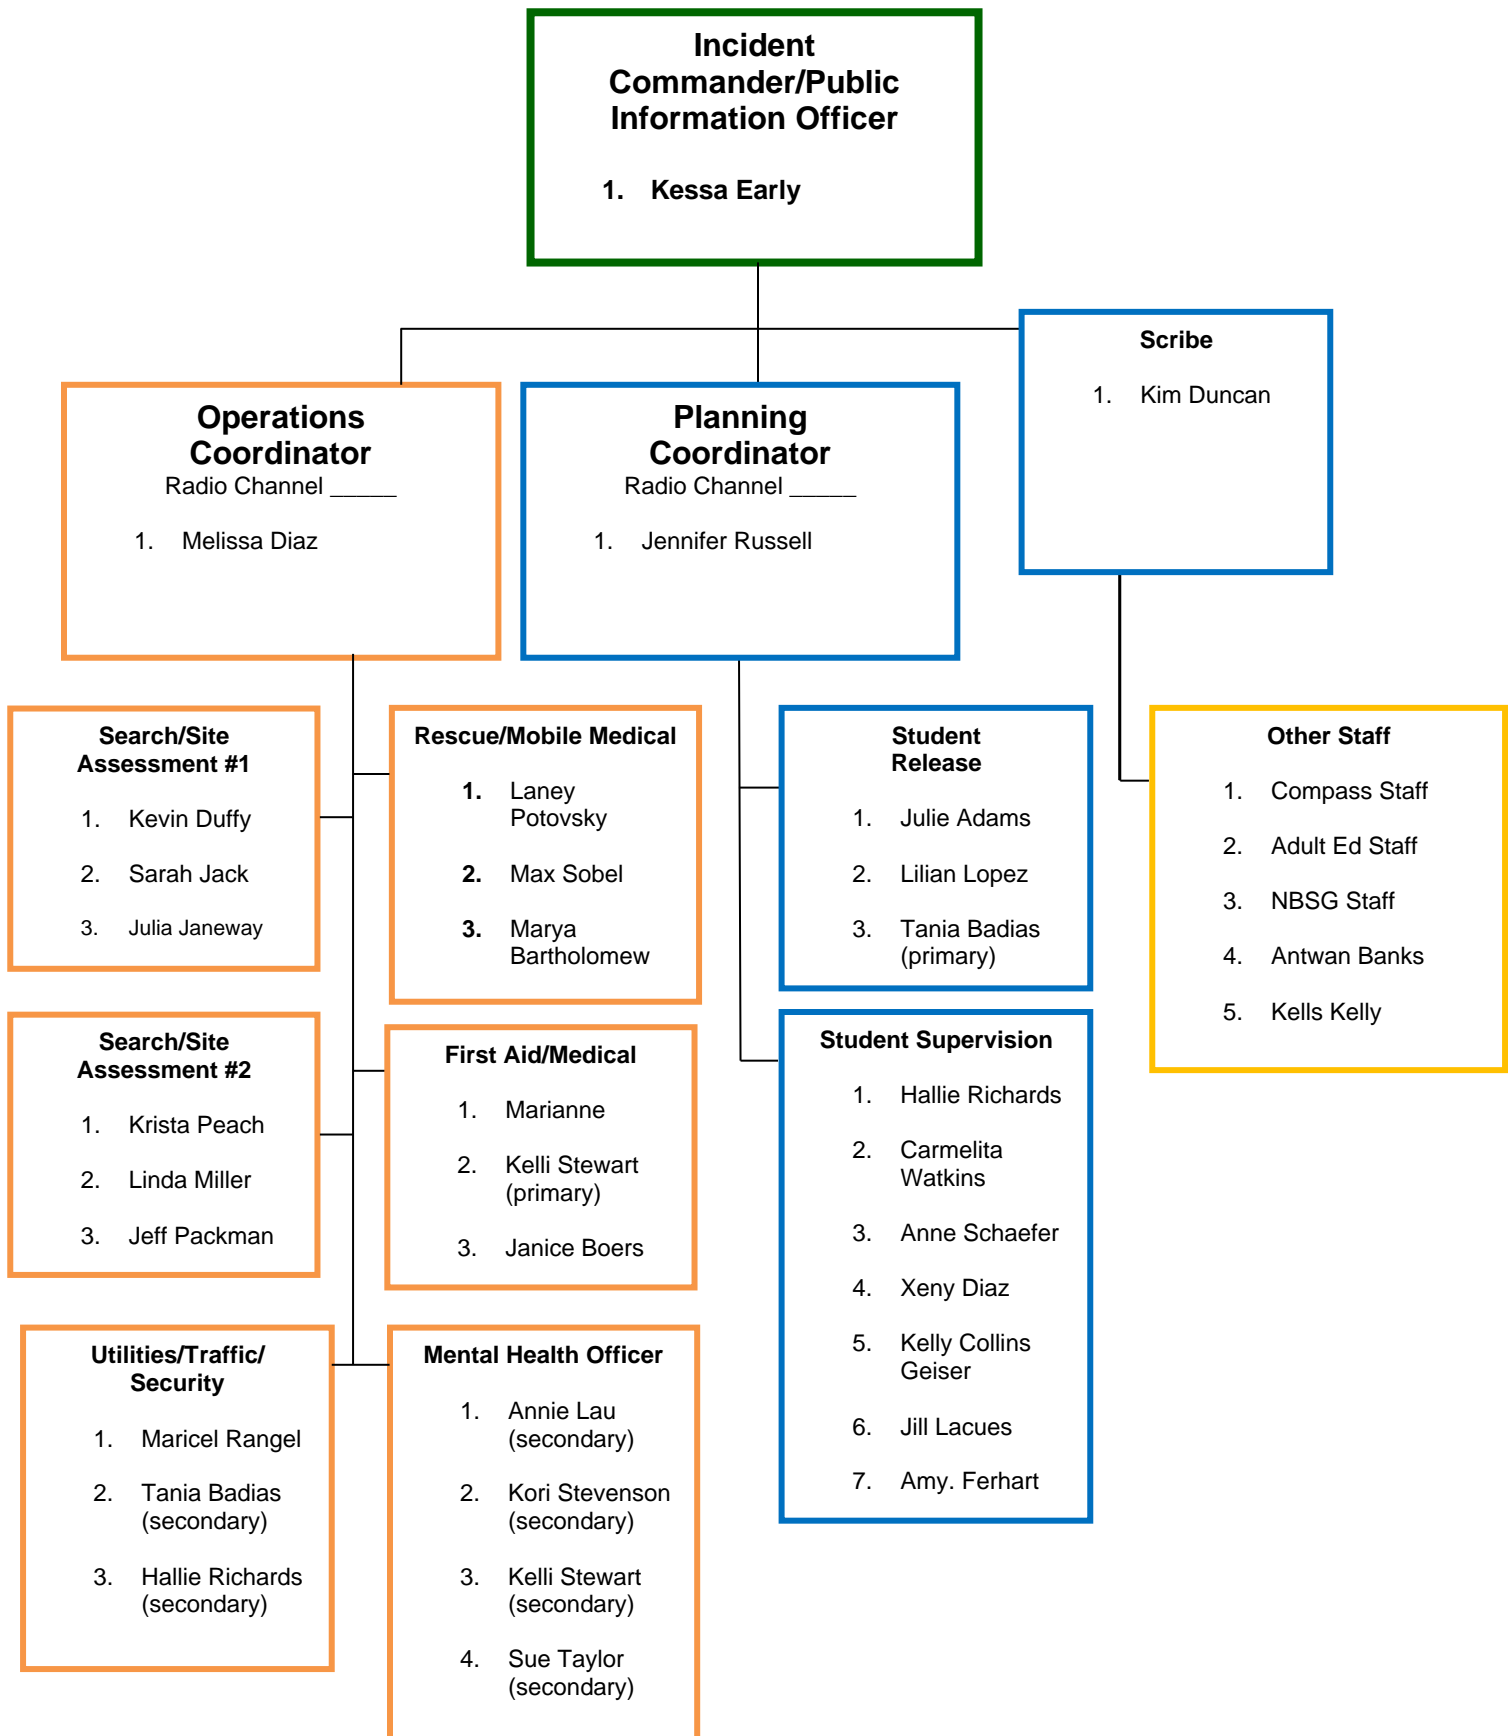 Incident
Commander/Public
Information Officer
1. Kessa Early
Scribe
1. Kim Duncan
Operations
Coordinator
Radio Channel _____
1. Melissa Diaz
Planning
Coordinator
Radio Channel _____
1. Jennifer Russell
Search/Site
Assessment #1
1. Kevin Duffy
2. Sarah Jack
3. Julia Janeway
Rescue/Mobile Medical
1. Laney
Potovsky
2. Max Sobel
3. Marya
Bartholomew
Student
Release
1. Julie Adams
2. Lilian Lopez
3. Tania Badias
(primary)
Other Staff
1. Compass Staff
2. Adult Ed Staff
3. NBSG Staff
4. Antwan Banks
5. Kells Kelly
Search/Site
Assessment #2
1. Krista Peach
2. Linda Miller
3. Jeff Packman
First Aid/Medical
1. Marianne
2. Kelli Stewart
(primary)
3. Janice Boers
Student Supervision
1. Hallie Richards
2. Carmelita
Watkins
3. Anne Schaefer
4. Xeny Diaz
5. Kelly Collins
Geiser
6. Jill Lacues
7. Amy. Ferhart
Utilities/Traffic/
Security
1. Maricel Rangel
2. Tania Badias
(secondary)
3. Hallie Richards
(secondary)
Mental Health Officer
1. Annie Lau
(secondary)
2. Kori Stevenson
(secondary)
3. Kelli Stewart
(secondary)
4. Sue Taylor
(secondary)